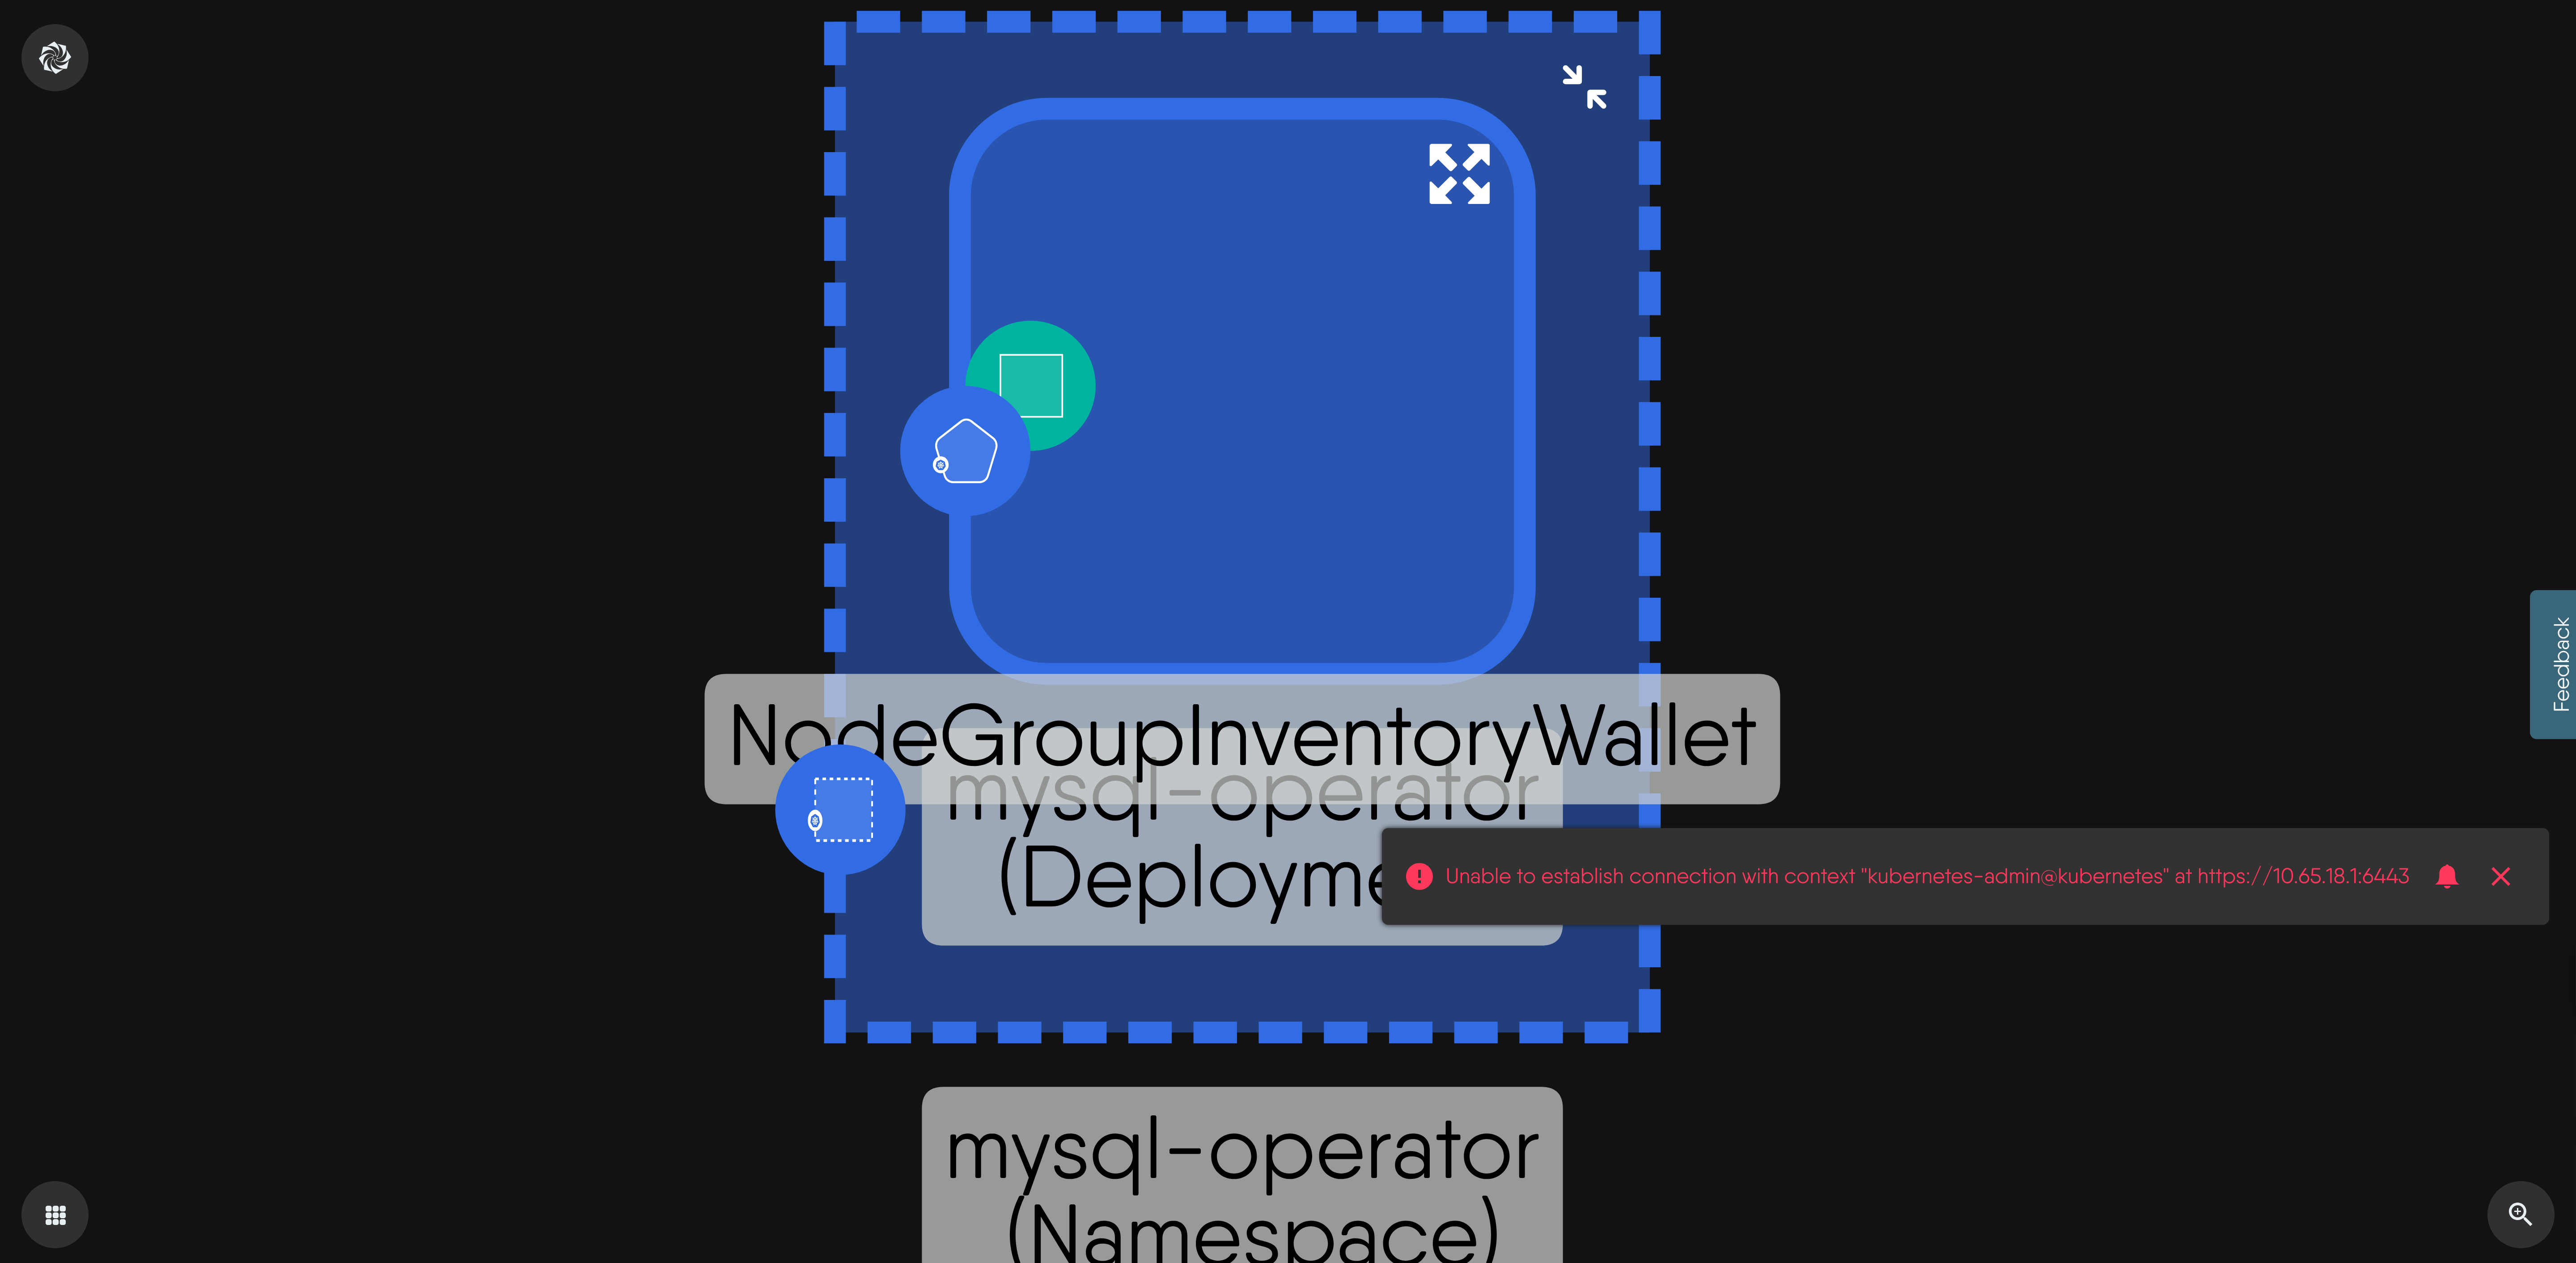 NodeGroupInventoryWallet
mysql-operator
(Deployme
Unable to establish connection with context "kubernetes-admin@kubernetes" at https://10.65.18.1:6443
Feedback
mysql-operator
(Namespace)